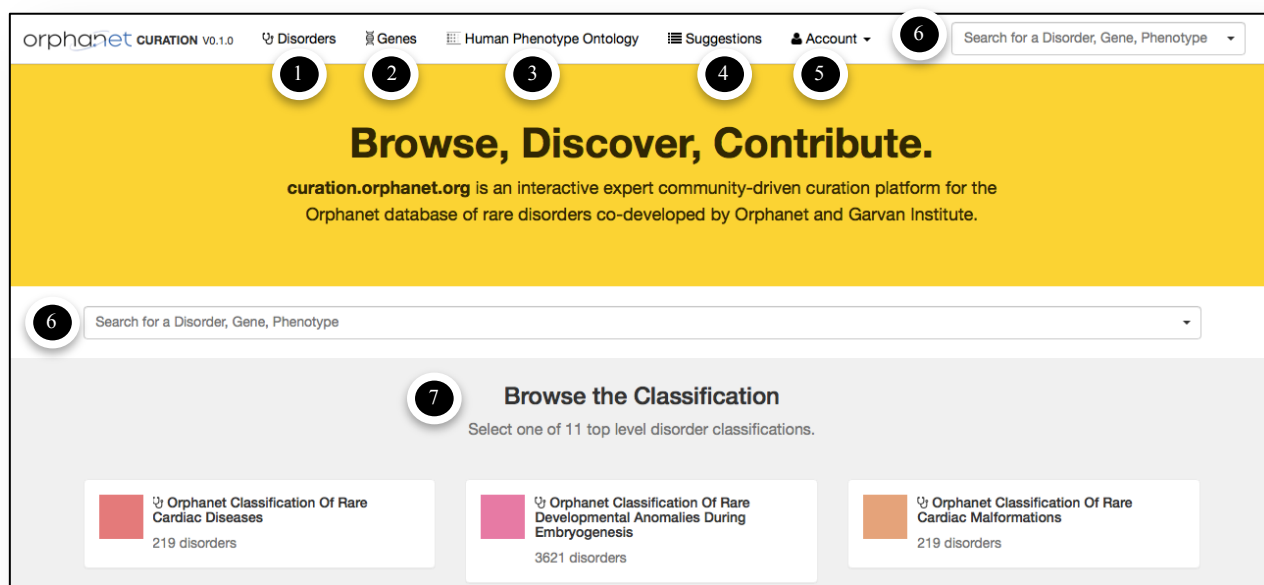 orphanet CURATION V0.1.0 Disorders Genes Human Phenotype Ontology Suggestions Account 6 Search for a Disorder, Gene, Phenotype
1 2 3 4 5
Browse, Discover, Contribute.
curation.orphanet.org is an interactive expert community-driven curation platform for the
Orphanet database of rare disorders co-developed by Orphanet and Garvan Institute.
6 Search for a Disorder, Gene, Phenotype
7 Browse the Classification
Select one of 11 top level disorder classifications.
Orphanet Classification Of Rare
Cardiac Diseases
219 disorders
Orphanet Classification Of Rare
Developmental Anomalies During
Embryogenesis
3621 disorders
Orphanet Classification Of Rare
Cardiac Malformations
219 disorders